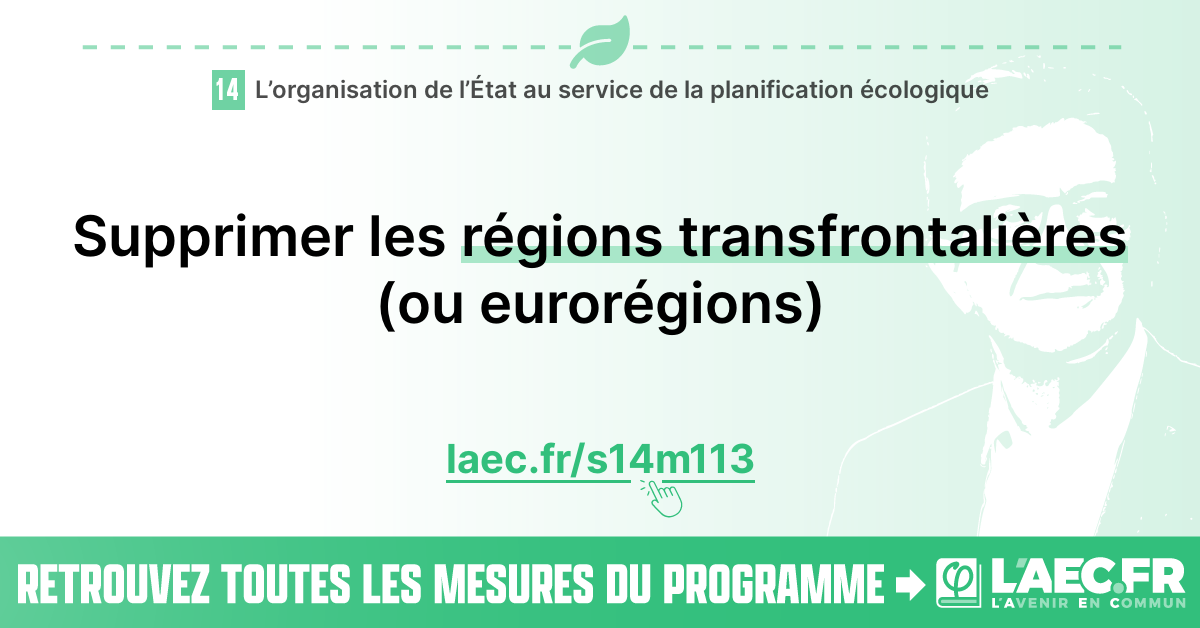 14 L’organisation de l’État au service de la planification écologique
Supprimer les régions transfrontalières
(ou eurorégions)
laec.fr/s14m113
RETROUVEZ TOUTES LES MESURES DU PROGRAMME
φ L'AEC.FR
L'AVENIR EN COMMUN